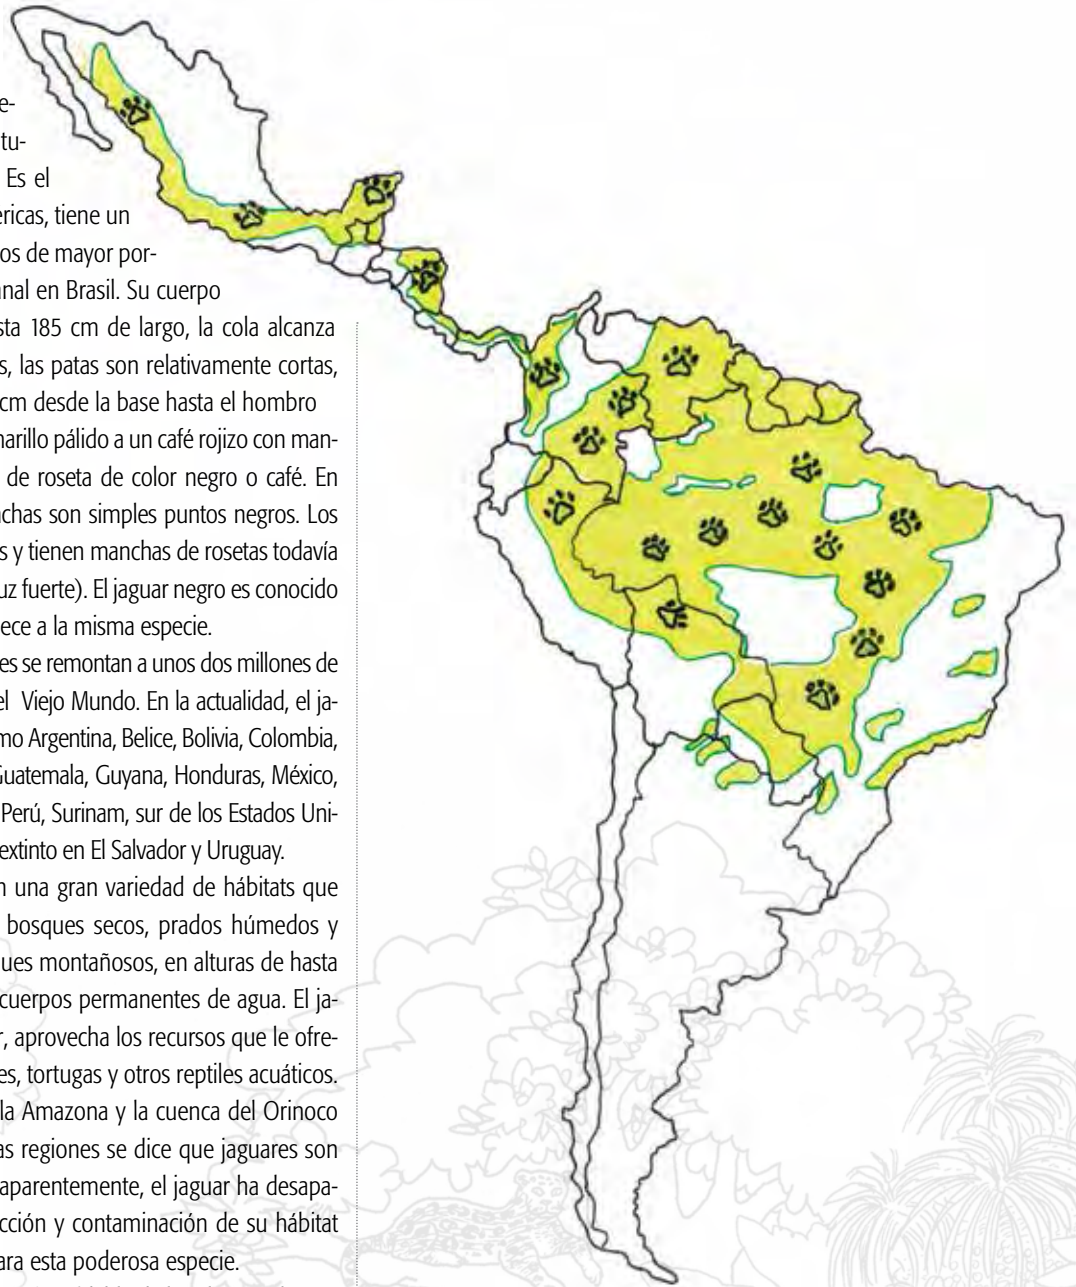 e-
tu-
Es el
ericas, tiene un
os de mayor por-
anal en Brasil. Su cuerpo
sta 185 cm de largo, la cola alcanza
s, las patas son relativamente cortas,
cm desde la base hasta el hombro
narillo pálido a un café rojizo con man-
de roseta de color negro o café. En
nchas son simples puntos negros. Los
s y tienen manchas de rosetas todavía
uz fuerte). El jaguar negro es conocido
ece a la misma especie.
es se remontan a unos dos millones de
el Viejo Mundo. En la actualidad, el ja-
mo Argentina, Belice, Bolivia, Colombia,
Guatemala, Guyana, Honduras, México,
Perú, Surinam, sur de los Estados Uni-
extinto en El Salvador y Uruguay.
n una gran variedad de hábitats que
bosques secos, prados húmedos y
ques montañosos, en alturas de hasta
cuerpos permanentes de agua. El ja-
r, aprovecha los recursos que le ofre-
es, tortugas y otros reptiles acuáticos.
la Amazona y la cuenca del Orinoco
as regiones se dice que jaguares son
aparentemente, el jaguar ha desapa-
cción y contaminación de su hábitat
ara esta poderosa especie.